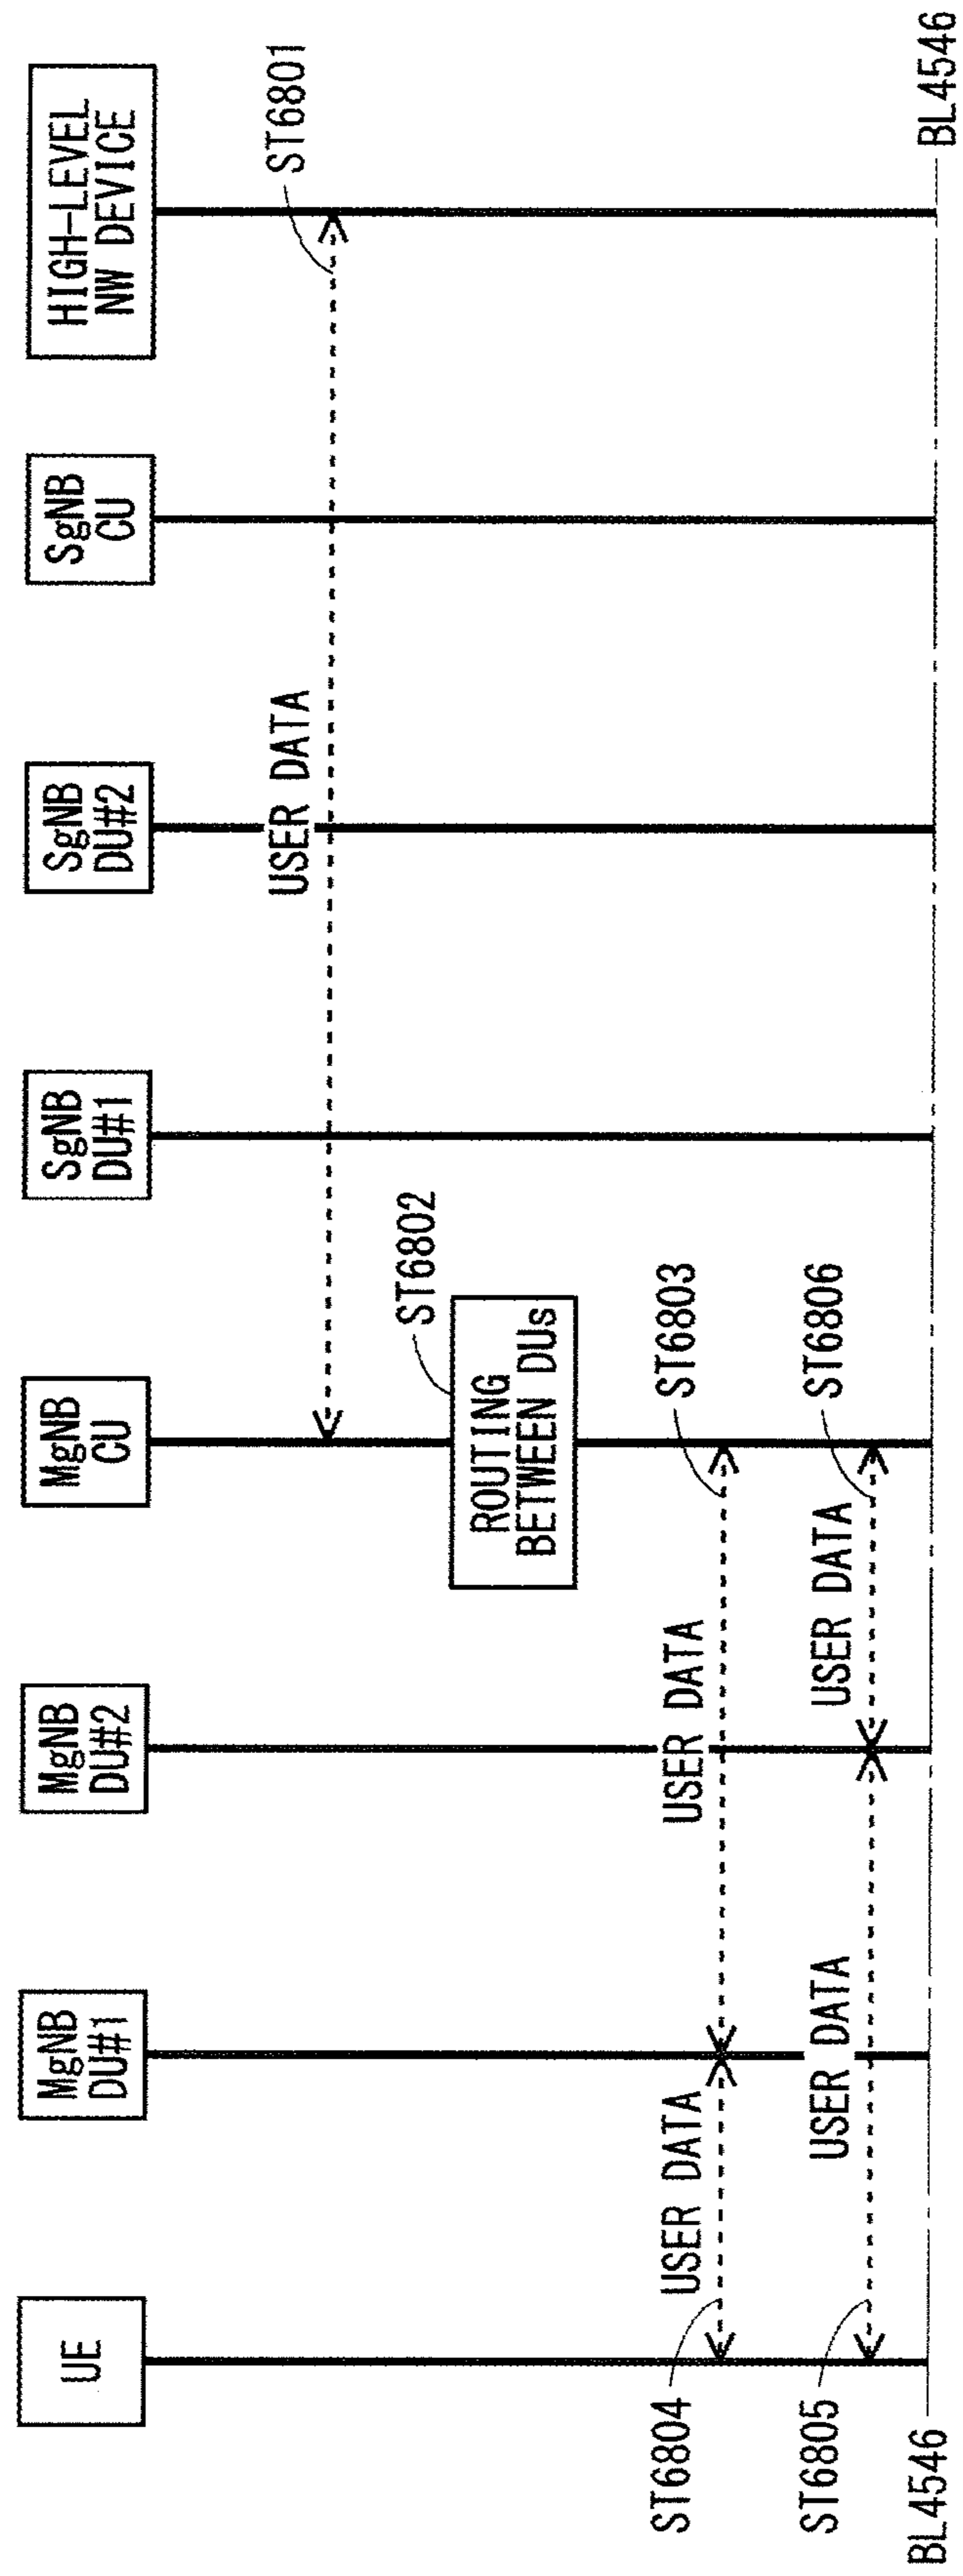 UE
MgNB
DU#1
MgNB
DU#2
MgNB
CU
SgNB
DU#1
SgNB
DU#2
SgNB
CU
HIGH-LEVEL
NW DEVICE
ST6801
USER DATA
ST6802
ROUTING
BETWEEN DUs
ST6803
USER DATA
USER DATA
ST6804
ST6806
USER DATA
USER DATA
ST6805
BL4546
BL4546